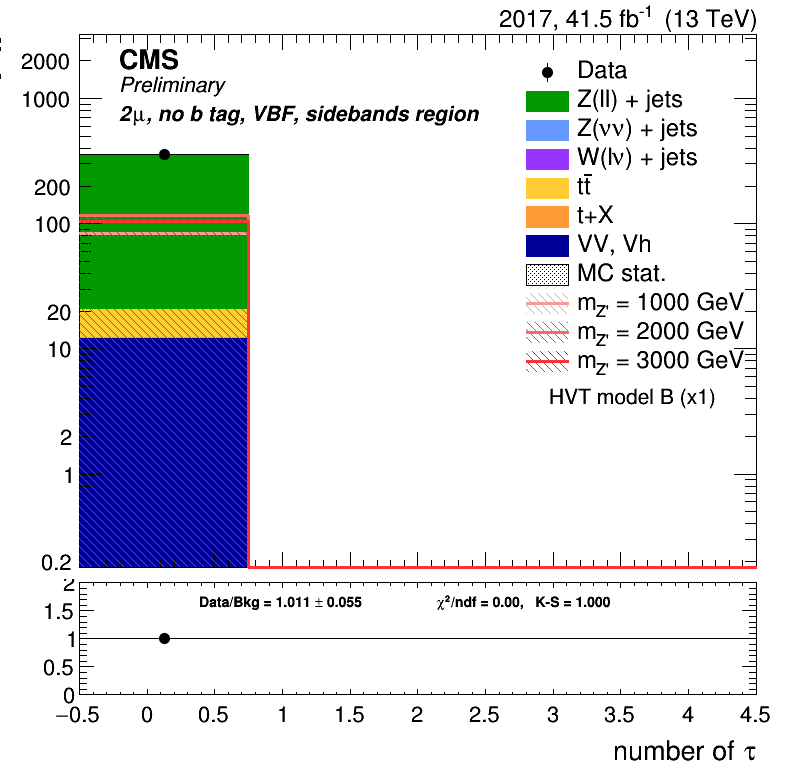 2017, 41.5 fb⁻¹ (13 TeV)
CMS
Preliminary
2μ, no b tag, VBF, sidebands region
Data
Z(ll) + jets
Z(νν) + jets
W(lν) + jets
tt̄
t+X
VV, Vh
MC stat.
m_Z' = 1000 GeV
m_Z' = 2000 GeV
m_Z' = 3000 GeV
HVT model B (x1)
2000
1000
200
100
20
10
2
1
0.2
2
1.5
1
0.5
0
Data/Bkg = 1.011 ± 0.055 χ²/ndf = 0.00, K-S = 1.000
−0.5 0 0.5 1 1.5 2 2.5 3 3.5 4 4.5
number of τ